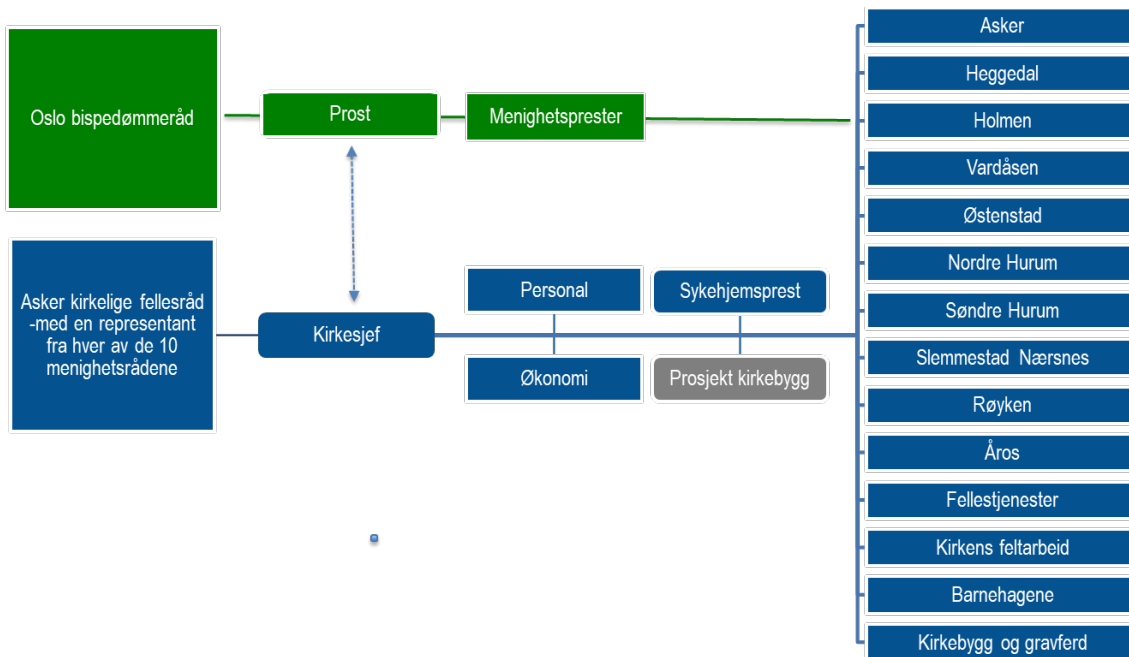 Oslo bispedømmeråd
Prost
Menighetsprester
Asker kirkelige fellesråd
-med en representant
fra hver av de 10
menighetsrådene
Kirkesjef
Personal
Sykehjemsprest
Økonomi
Prosjekt kirkebygg
Asker
Heggedal
Holmen
Vardåsen
Østenstad
Nordre Hurum
Søndre Hurum
Slemmestad Nærsnes
Røyken
Åros
Fellestjenester
Kirkens feltarbeid
Barnehagene
Kirkebygg og gravferd